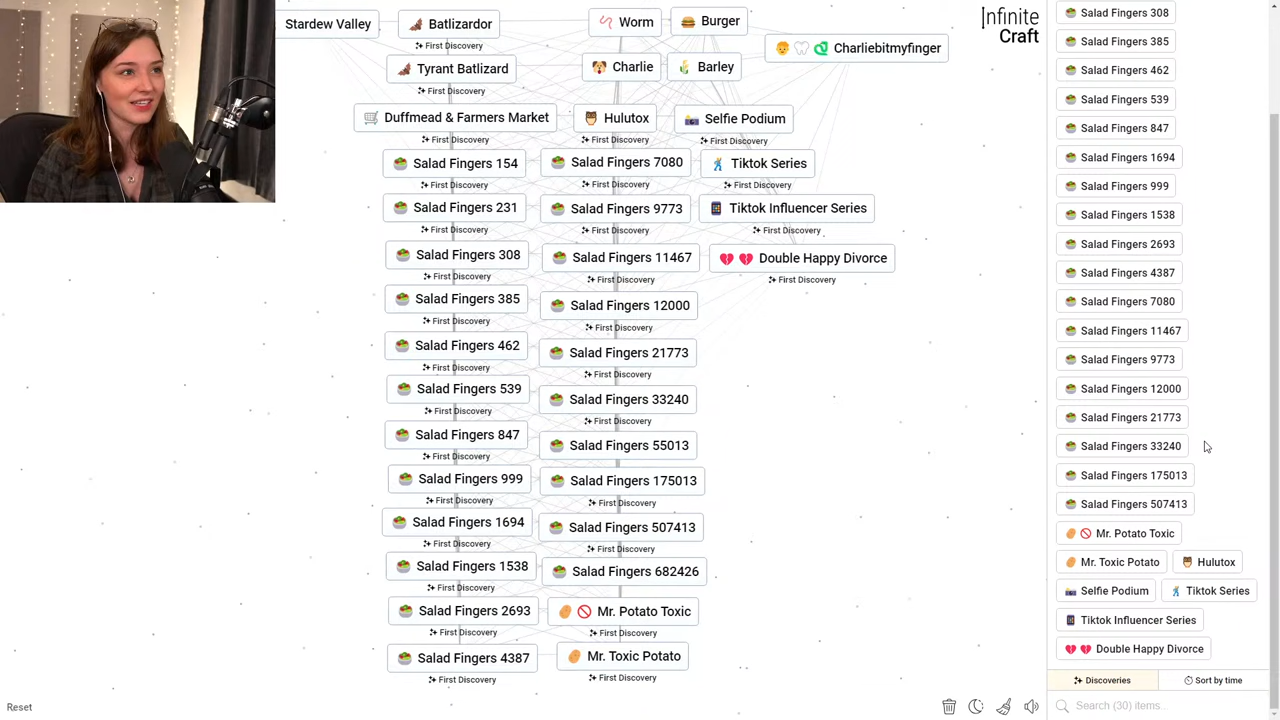 Stardew Valley
Batlizardor
First Discovery
Worm
Burger
Infinite
Craft
Charliebitmyfinger
Tyrant Batlizard
First Discovery
Charlie
Barley
Duffmead & Farmers Market
First Discovery
Hulutox
First Discovery
Selfie Podium
First Discovery
Salad Fingers 154
First Discovery
Salad Fingers 7080
First Discovery
Tiktok Series
First Discovery
Salad Fingers 231
First Discovery
Salad Fingers 9773
First Discovery
Tiktok Influencer Series
First Discovery
Salad Fingers 308
First Discovery
Salad Fingers 11467
First Discovery
Double Happy Divorce
First Discovery
Salad Fingers 385
First Discovery
Salad Fingers 12000
First Discovery
Salad Fingers 462
First Discovery
Salad Fingers 21773
First Discovery
Salad Fingers 539
First Discovery
Salad Fingers 33240
First Discovery
Salad Fingers 847
First Discovery
Salad Fingers 55013
First Discovery
Salad Fingers 999
First Discovery
Salad Fingers 175013
First Discovery
Salad Fingers 1694
First Discovery
Salad Fingers 507413
First Discovery
Salad Fingers 1538
First Discovery
Salad Fingers 682426
First Discovery
Salad Fingers 2693
First Discovery
Mr. Potato Toxic
First Discovery
Salad Fingers 4387
First Discovery
Mr. Toxic Potato
First Discovery
Reset
Salad Fingers 308
Salad Fingers 385
Salad Fingers 462
Salad Fingers 539
Salad Fingers 847
Salad Fingers 1694
Salad Fingers 999
Salad Fingers 1538
Salad Fingers 2693
Salad Fingers 4387
Salad Fingers 7080
Salad Fingers 11467
Salad Fingers 9773
Salad Fingers 12000
Salad Fingers 21773
Salad Fingers 33240
Salad Fingers 175013
Salad Fingers 507413
Mr. Potato Toxic
Mr. Toxic Potato
Hulutox
Selfie Podium
Tiktok Series
Tiktok Influencer Series
Double Happy Divorce
Discoveries
Sort by time
Search (30) items...